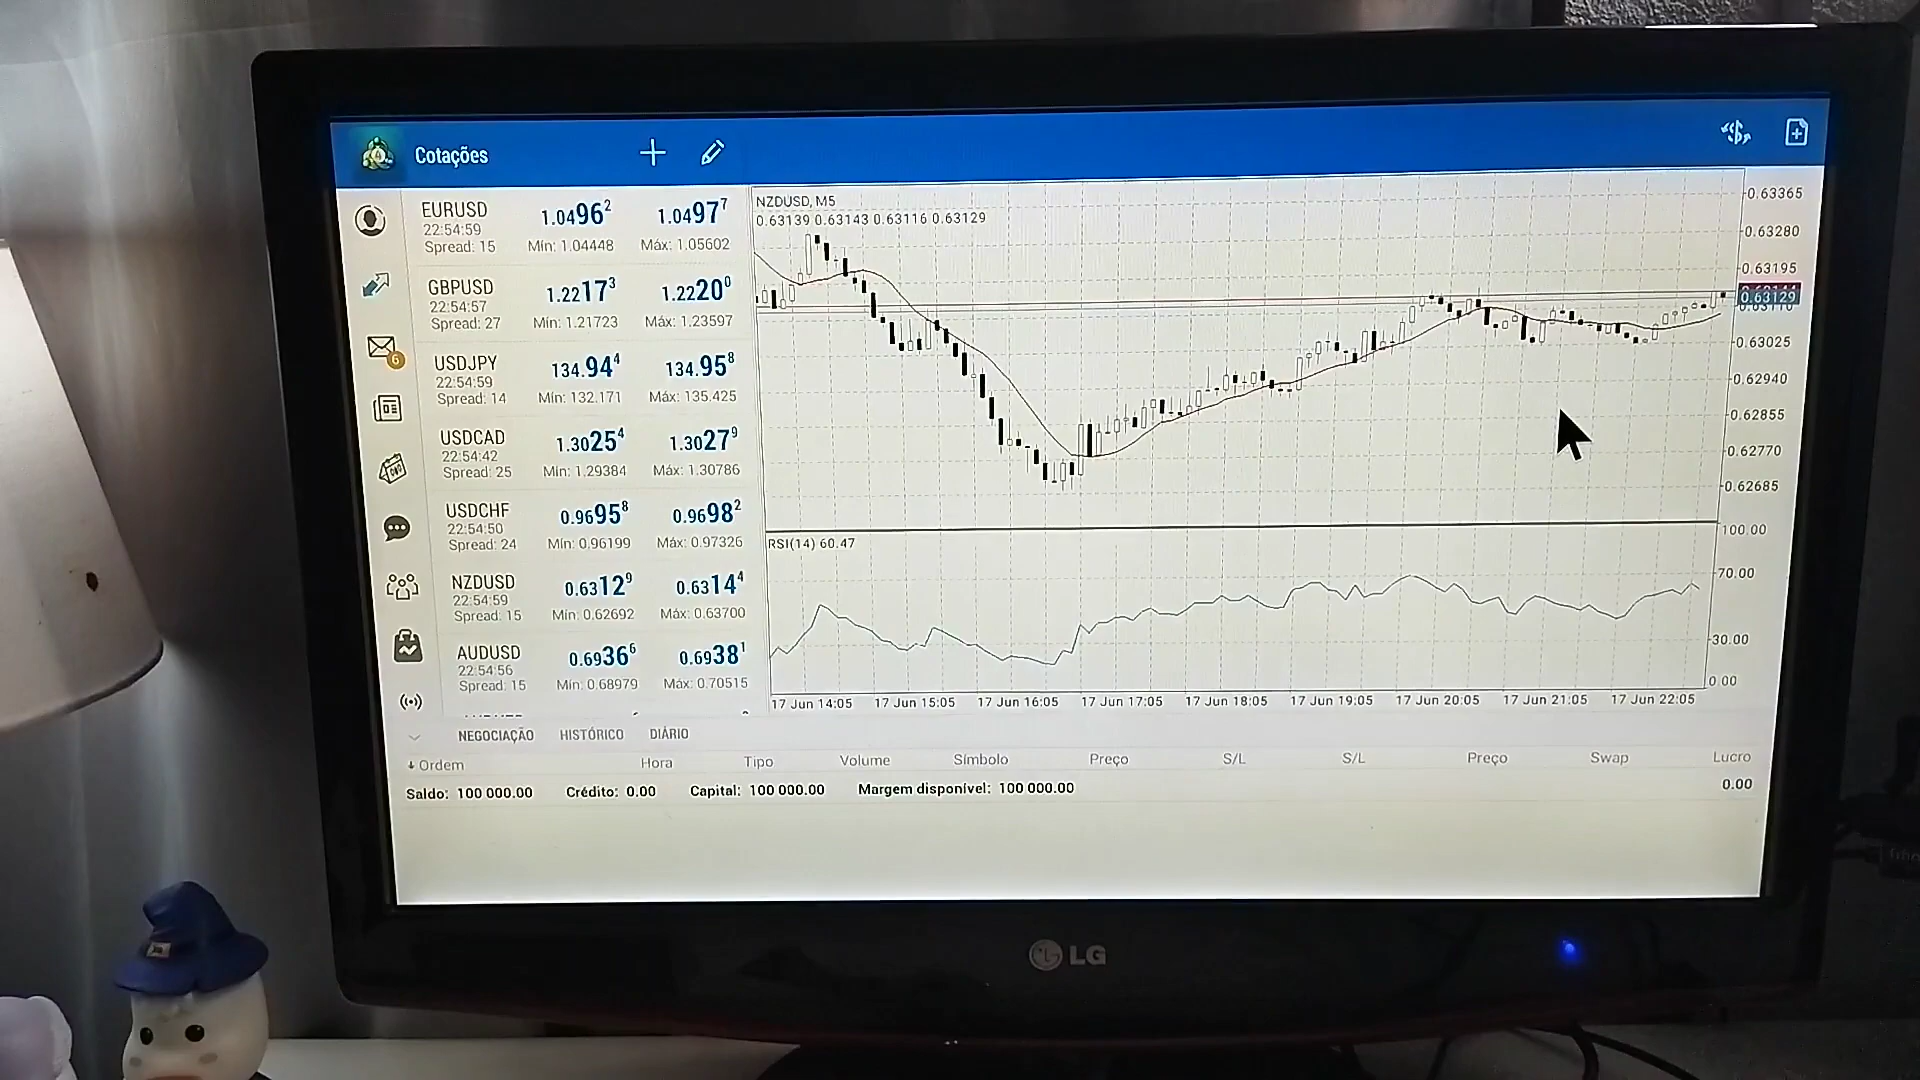 Cotações
EURUSD 1.04962 1.04977
22:54:59
Spread: 15 Mín: 1.04448 Máx: 1.05602
GBPUSD 1.22173 1.22200
22:54:57
Spread: 27 Mín: 1.21723 Máx: 1.23597
USDJPY 134.944 134.958
22:54:59
Spread: 14 Mín: 132.171 Máx: 135.425
USDCAD 1.30254 1.30279
22:54:42
Spread: 25 Mín: 1.29384 Máx: 1.30786
USDCHF 0.96958 0.96982
22:54:50
Spread: 24 Mín: 0.96199 Máx: 0.97326
NZDUSD 0.63129 0.63144
22:54:59
Spread: 15 Mín: 0.62692 Máx: 0.63700
AUDUSD 0.69366 0.69381
22:54:56
Spread: 15 Mín: 0.68979 Máx: 0.70515
6
NZDUSD, M5
0.63139 0.63143 0.63116 0.63129
0.63365
0.63280
0.63195
0.63129
0.63025
0.62940
0.62855
0.62770
0.62685
RSI(14) 60.47
100.00
70.00
30.00
0.00
17 Jun 14:05 17 Jun 15:05 17 Jun 16:05 17 Jun 17:05 17 Jun 18:05 17 Jun 19:05 17 Jun 20:05 17 Jun 21:05 17 Jun 22:05
NEGOCIAÇÃO HISTÓRICO DIÁRIO
Ordem Hora Tipo Volume Símbolo Preço S/L S/L Preço Swap Lucro
Saldo: 100 000.00 Crédito: 0.00 Capital: 100 000.00 Margem disponível: 100 000.00 0.00
LG